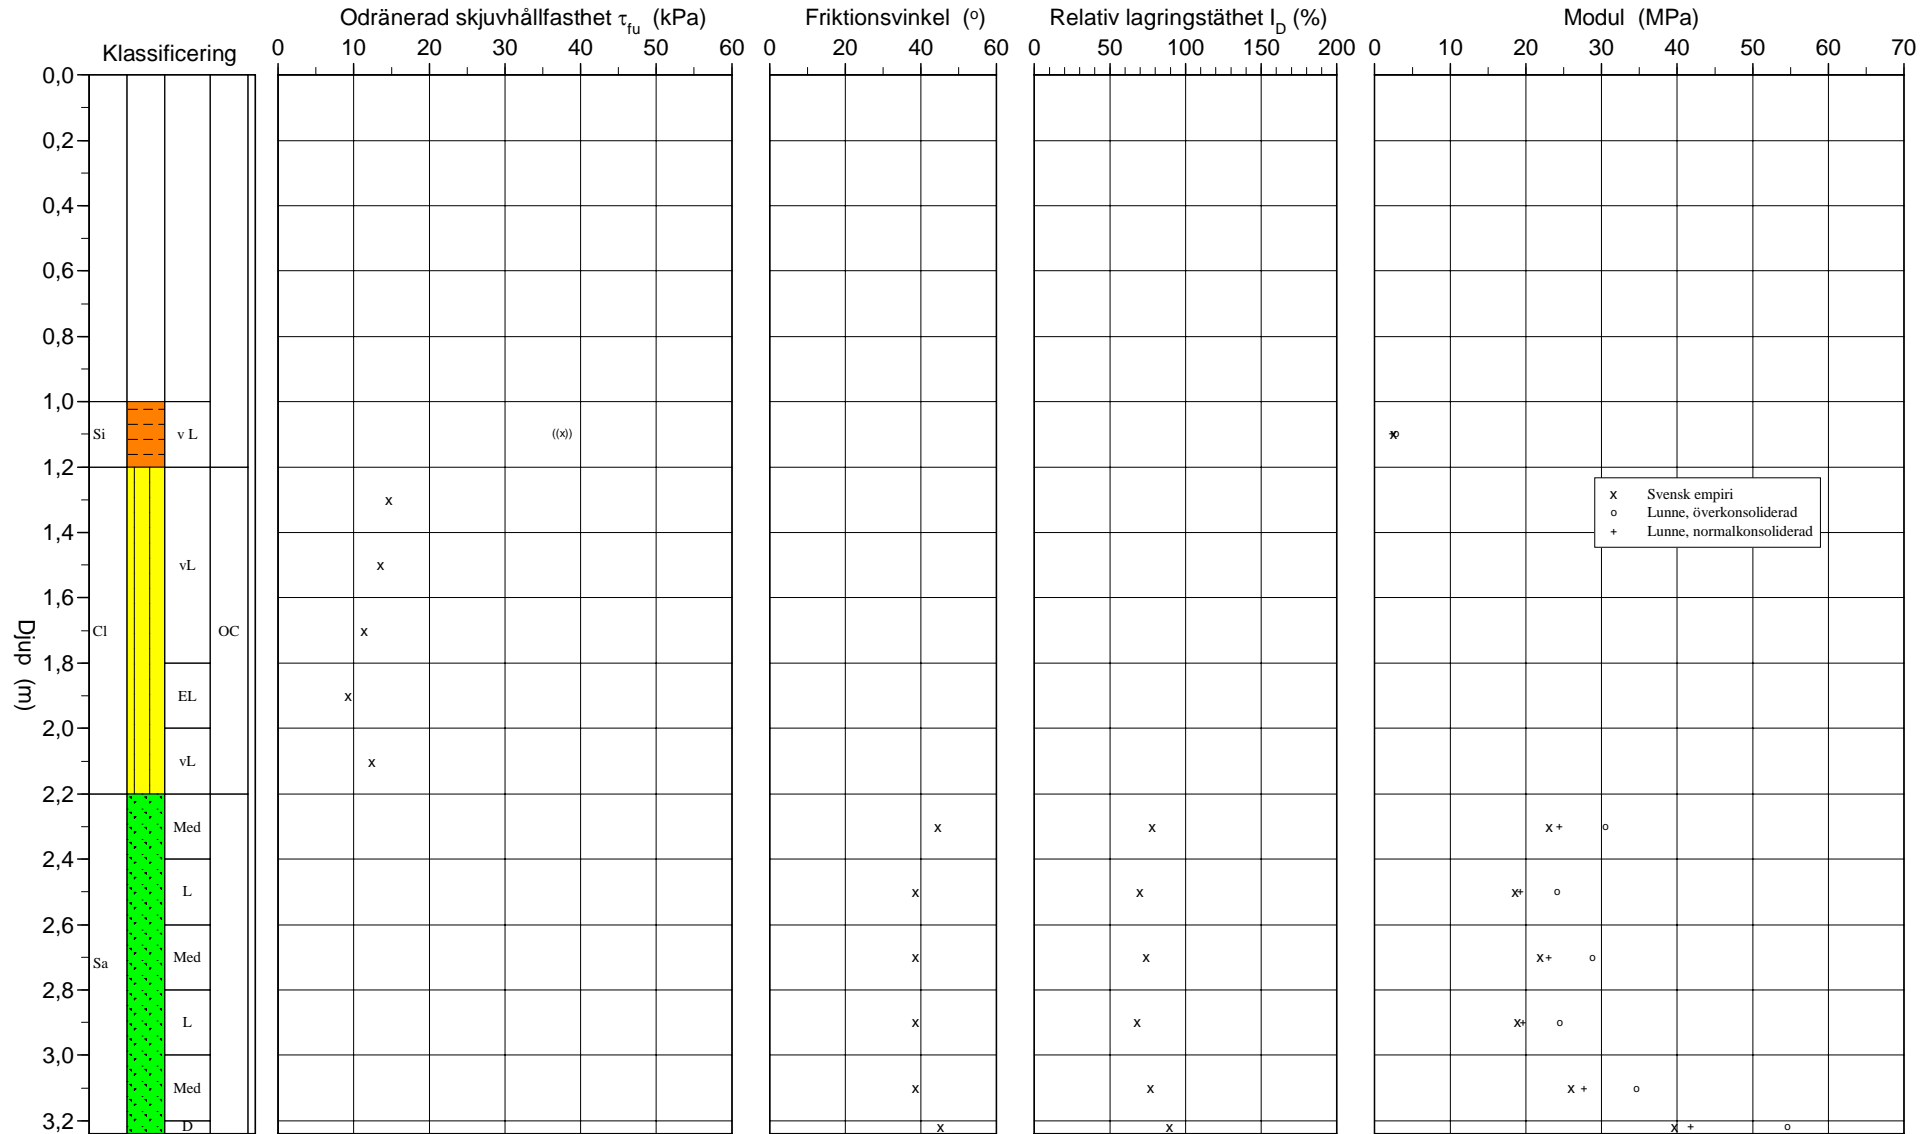 Odränerad skjuvhållfasthet τfu (kPa)
Friktionsvinkel (o)
Relativ lagringstäthet ID (%)
Modul (MPa)
Klassificering
0 10 20 30 40 50 60
0 20 40 60
0 50 100 150 200
0 10 20 30 40 50 60 70
0,0
0,2
0,4
0,6
0,8
1,0
Si v L ((x))
1,2
x Svensk empiri
o Lunne, överkonsoliderad
+ Lunne, normalkonsoliderad
1,4
vL
1,6
Cl OC
Djup (m)
1,8
EL
2,0
vL
2,2
Med
2,4
L
2,6
Sa Med
2,8
L
3,0
Med
3,2
D